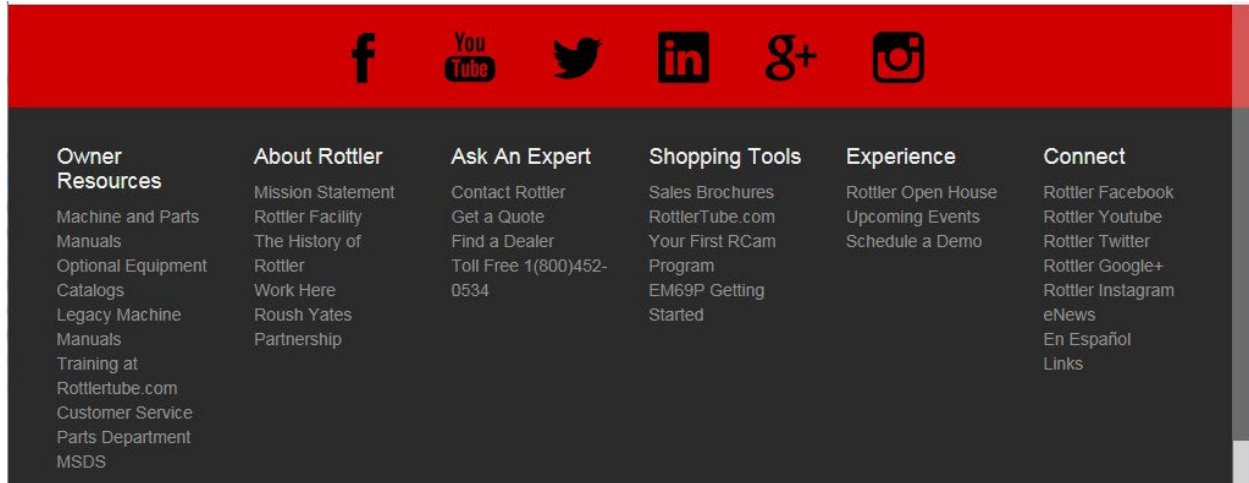 f
You
Tube
in
g+
Owner
Resources
Machine and Parts
Manuals
Optional Equipment
Catalogs
Legacy Machine
Manuals
Training at
Rottlertube.com
Customer Service
Parts Department
MSDS
About Rottler
Mission Statement
Rottler Facility
The History of
Rottler
Work Here
Roush Yates
Partnership
Ask An Expert
Contact Rottler
Get a Quote
Find a Dealer
Toll Free 1(800)452-
0534
Shopping Tools
Sales Brochures
RottlerTube.com
Your First RCam
Program
EM69P Getting
Started
Experience
Rottler Open House
Upcoming Events
Schedule a Demo
Connect
Rottler Facebook
Rottler Youtube
Rottler Twitter
Rottler Google+
Rottler Instagram
eNews
En Español
Links